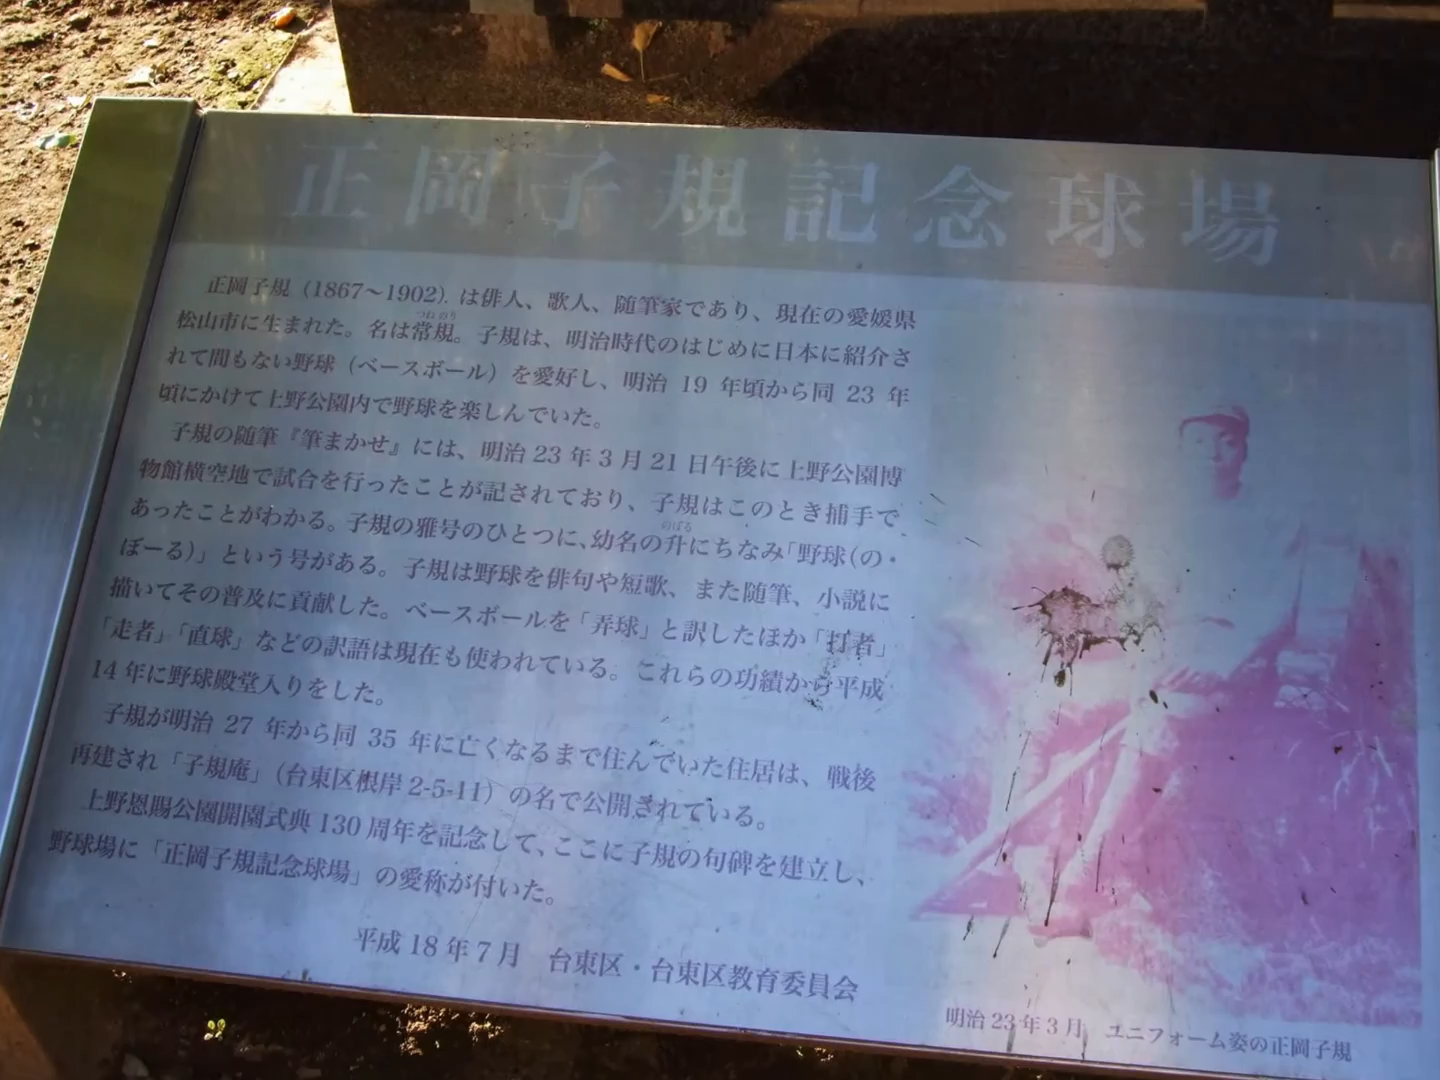 正岡子規記念球場
正岡子規（1867～1902）は俳人、歌人、随筆家であり、現在の愛媛県
松山市に生まれた。名は常規。子規は、明治時代のはじめに日本に紹介さ
つねのり
れて間もない野球（ベースボール）を愛好し、明治 19 年頃から同 23 年
頃にかけて上野公園内で野球を楽しんでいた。
子規の随筆『筆まかせ』には、明治23年3月21日午後に上野公園博
物館横空地で試合を行ったことが記されており、子規はこのとき捕手で
あったことがわかる。子規の雅号のひとつに、幼名の升にちなみ「野球（の・
のぼる
ぼーる）」という号がある。子規は野球を俳句や短歌、また随筆、小説に
描いてその普及に貢献した。ベースボールを「弄球」と訳したほか「打者」
「走者」「直球」などの訳語は現在も使われている。これらの功績から平成
14年に野球殿堂入りをした。
子規が明治 27 年から同 35 年に亡くなるまで住んでいた住居は、戦後
再建され「子規庵」（台東区根岸2-5-11）の名で公開されている。
上野恩賜公園開園式典130周年を記念して、ここに子規の句碑を建立し、
野球場に「正岡子規記念球場」の愛称が付いた。
平成18年7月　台東区・台東区教育委員会
明治23年3月　ユニフォーム姿の正岡子規